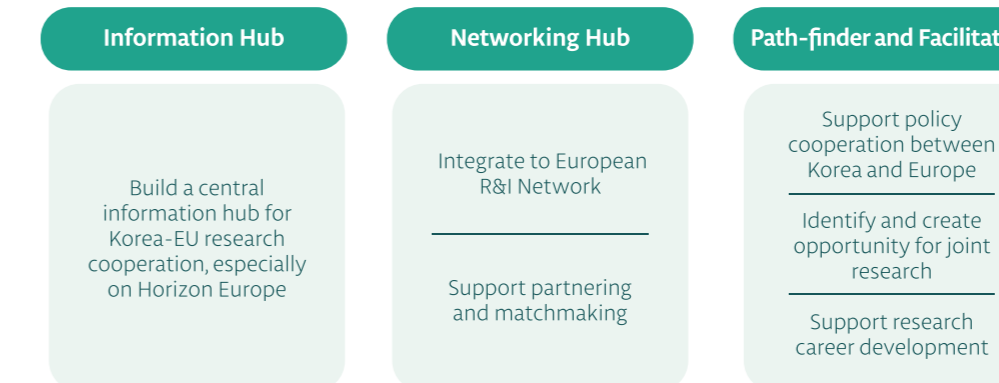 Information Hub
Build a central
information hub for
Korea-EU research
cooperation, especially
on Horizon Europe
Networking Hub
Integrate to European
R&I Network
Support partnering
and matchmaking
Path-finder and Facilitat
Support policy
cooperation between
Korea and Europe
Identify and create
opportunity for joint
research
Support research
career development